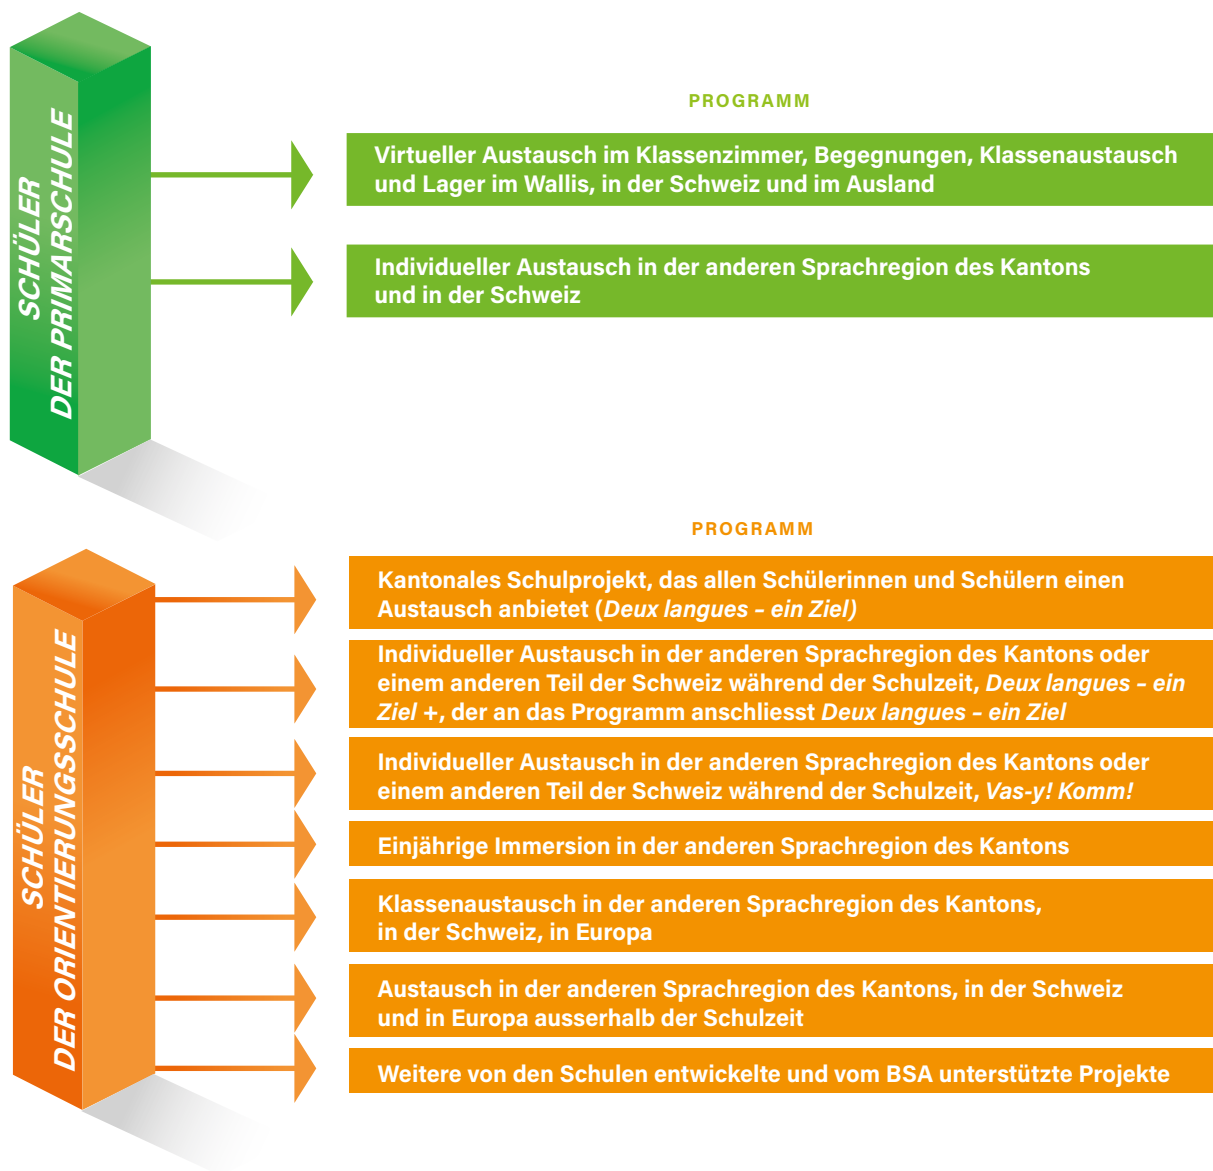 SCHÜLER
DER PRIMARSCHULE
PROGRAMM
Virtueller Austausch im Klassenzimmer, Begegnungen, Klassenaustausch
und Lager im Wallis, in der Schweiz und im Ausland
Individueller Austausch in der anderen Sprachregion des Kantons
und in der Schweiz
SCHÜLER
DER ORIENTIERUNGSSCHULE
PROGRAMM
Kantonales Schulprojekt, das allen Schülerinnen und Schülern einen
Austausch anbietet (Deux langues – ein Ziel)
Individueller Austausch in der anderen Sprachregion des Kantons oder
einem anderen Teil der Schweiz während der Schulzeit, Deux langues – ein
Ziel +, der an das Programm anschliesst Deux langues – ein Ziel
Individueller Austausch in der anderen Sprachregion des Kantons oder
einem anderen Teil der Schweiz während der Schulzeit, Vas-y! Komm!
Einjährige Immersion in der anderen Sprachregion des Kantons
Klassenaustausch in der anderen Sprachregion des Kantons,
in der Schweiz, in Europa
Austausch in der anderen Sprachregion des Kantons, in der Schweiz
und in Europa ausserhalb der Schulzeit
Weitere von den Schulen entwickelte und vom BSA unterstützte Projekte